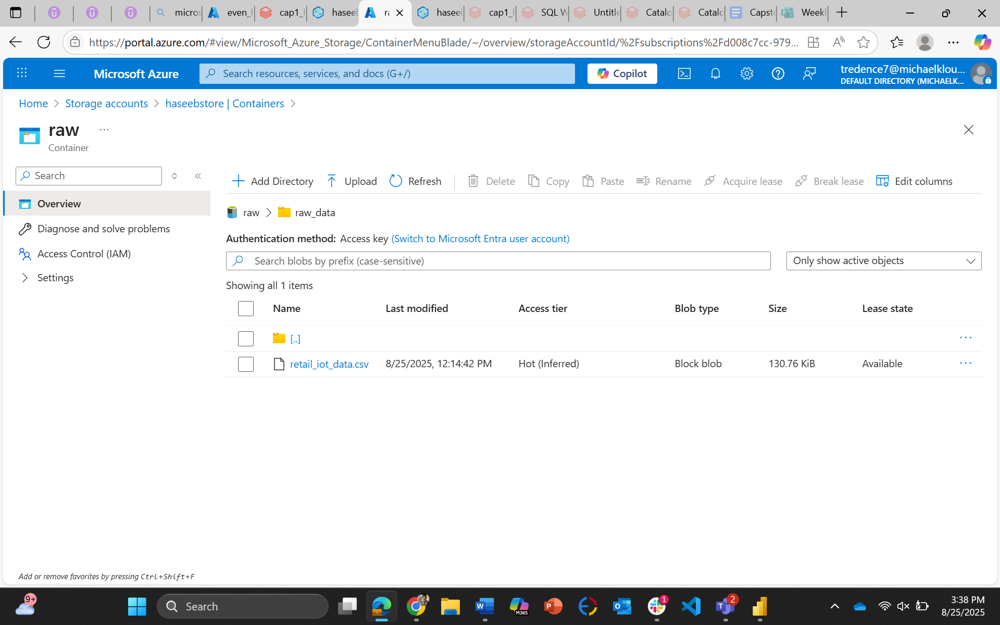 micros
even_h
cap1_h
haseeb
ra
haseeb
cap1_h
SQL W
Untitle
Catalo
Catalo
Capsto
Weekl
https://portal.azure.com/#view/Microsoft_Azure_Storage/ContainerMenuBlade/~/overview/storageAccountId/%2Fsubscriptions%2Fd008c7cc-979...
Microsoft Azure
Search resources, services, and docs (G+/)
Copilot
tredence7@michaelklou...
DEFAULT DIRECTORY (MICHAELK...
Home > Storage accounts > haseebstore | Containers >
raw ...
Container
Search
Add Directory
Upload
Refresh
Delete
Copy
Paste
Rename
Acquire lease
Break lease
Edit columns
Overview
Diagnose and solve problems
Access Control (IAM)
Settings
raw > raw_data
Authentication method: Access key (Switch to Microsoft Entra user account)
Search blobs by prefix (case-sensitive)
Only show active objects
Showing all 1 items
Name Last modified Access tier Blob type Size Lease state
[..] ...
retail_iot_data.csv 8/25/2025, 12:14:42 PM Hot (Inferred) Block blob 130.76 KiB Available ...
Add or remove favorites by pressing Ctrl+Shift+F
9+
Search
M365
1
2
3:38 PM
8/25/2025